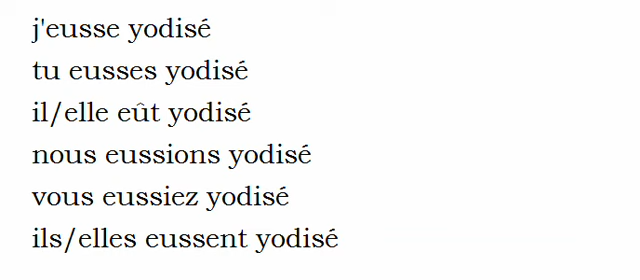 j'eusse yodisé
tu eusses yodisé
il/elle eût yodisé
nous eussions yodisé
vous eussiez yodisé
ils/elles eussent yodisé